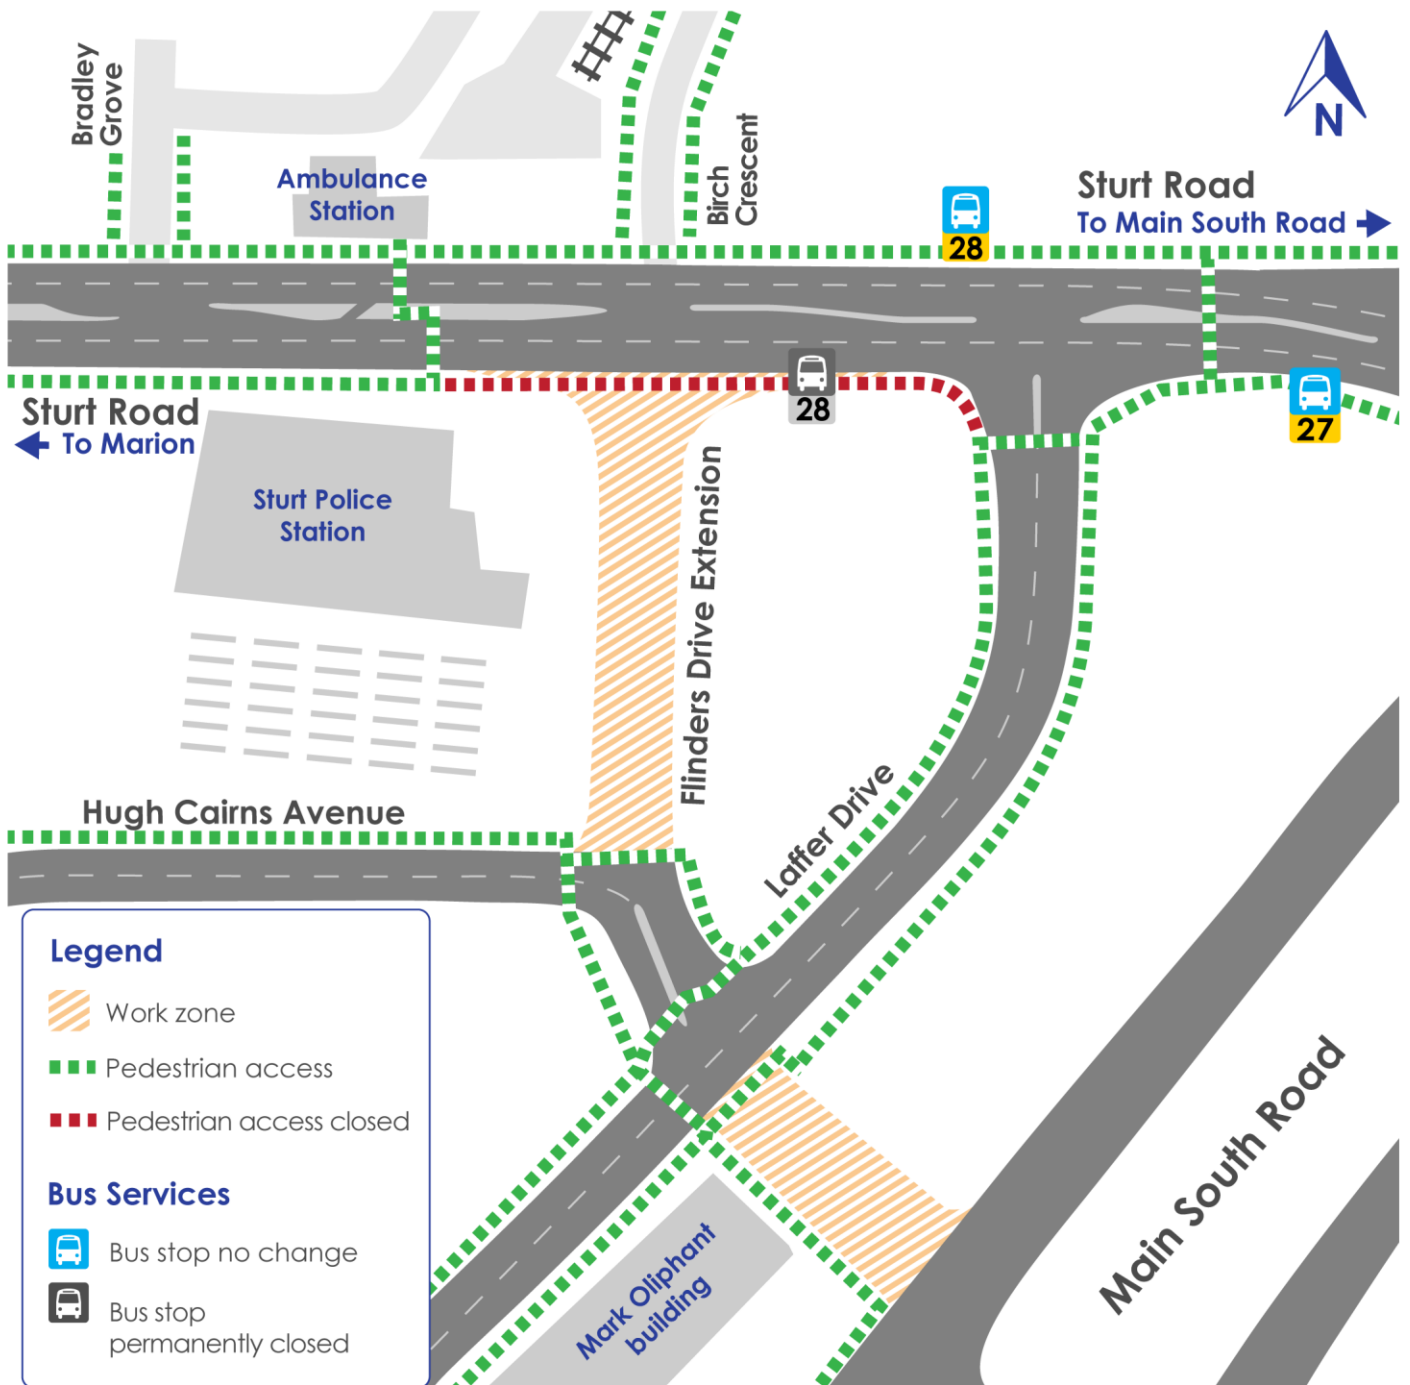 Bradley
Grove
Ambulance
Station
Birch
Crescent
N
28
Sturt Road
To Main South Road
28
27
Sturt Road
To Marion
Sturt Police
Station
Flinders Drive Extension
Hugh Cairns Avenue
Laffer Drive
Main South Road
Mark Oliphant
building
Legend
Work zone
Pedestrian access
Pedestrian access closed
Bus Services
Bus stop no change
Bus stop
permanently closed